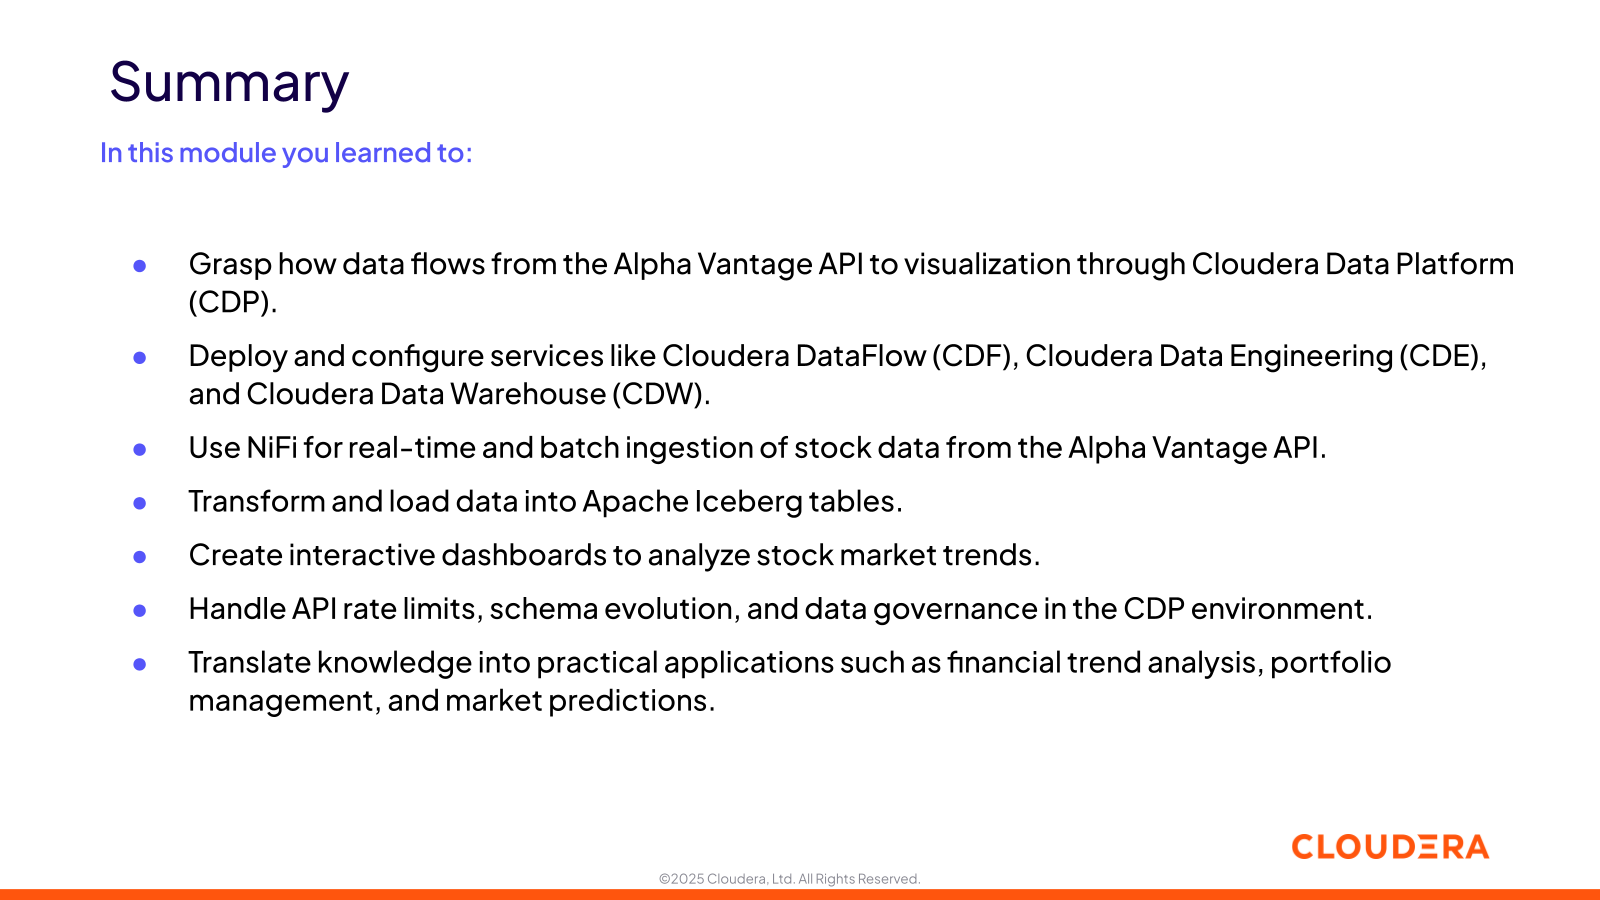 Summary
In this module you learned to:
● Grasp how data flows from the Alpha Vantage API to visualization through Cloudera Data Platform
(CDP).
● Deploy and configure services like Cloudera DataFlow (CDF), Cloudera Data Engineering (CDE),
and Cloudera Data Warehouse (CDW).
● Use NiFi for real-time and batch ingestion of stock data from the Alpha Vantage API.
● Transform and load data into Apache Iceberg tables.
● Create interactive dashboards to analyze stock market trends.
● Handle API rate limits, schema evolution, and data governance in the CDP environment.
● Translate knowledge into practical applications such as financial trend analysis, portfolio
management, and market predictions.
CLOUDERA
©2025 Cloudera, Ltd. All Rights Reserved.